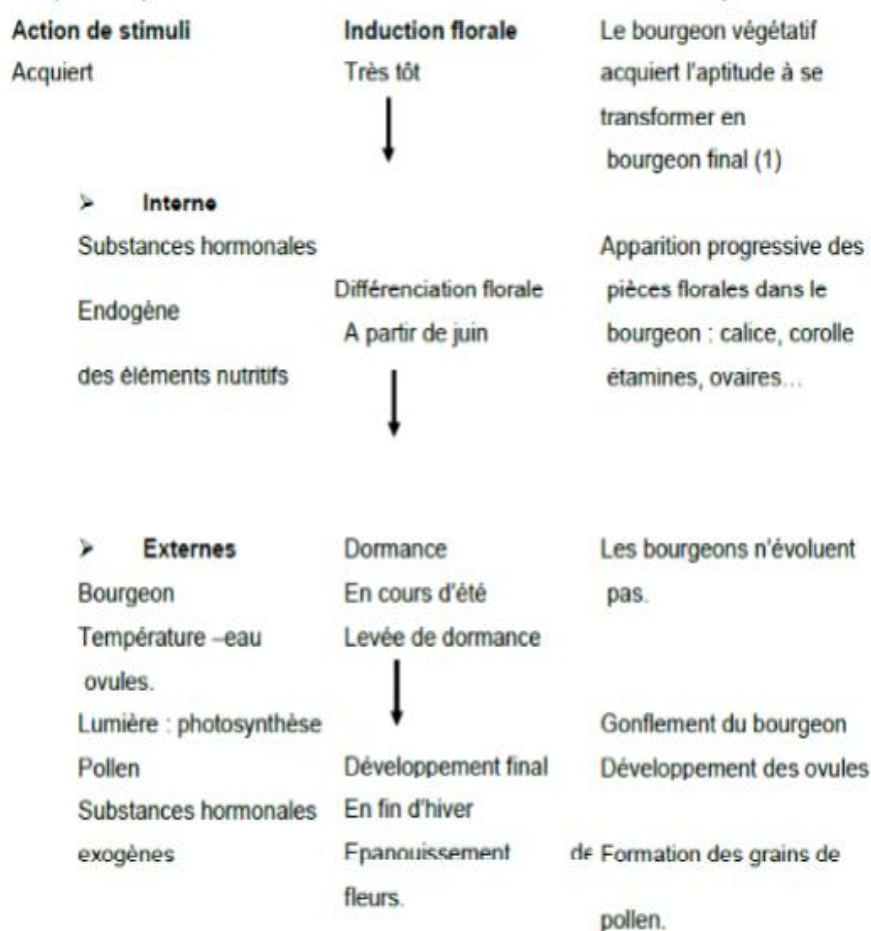 Action de stimuli Induction florale Le bourgeon végétatif
Acquiert Très tôt acquiert l'aptitude à se
transformer en
bourgeon final (1)
➢ Interne
Substances hormonales Apparition progressive des
Différenciation florale pièces florales dans le
Endogène
A partir de juin bourgeon : calice, corolle
des éléments nutritifs étamines, ovaires…
➢ Externes Dormance Les bourgeons n'évoluent
Bourgeon En cours d'été pas.
Température –eau Levée de dormance
ovules.
Lumière : photosynthèse Gonflement du bourgeon
Pollen Développement final Développement des ovules
Substances hormonales En fin d'hiver
exogènes Epanouissement de Formation des grains de
fleurs.
pollen.